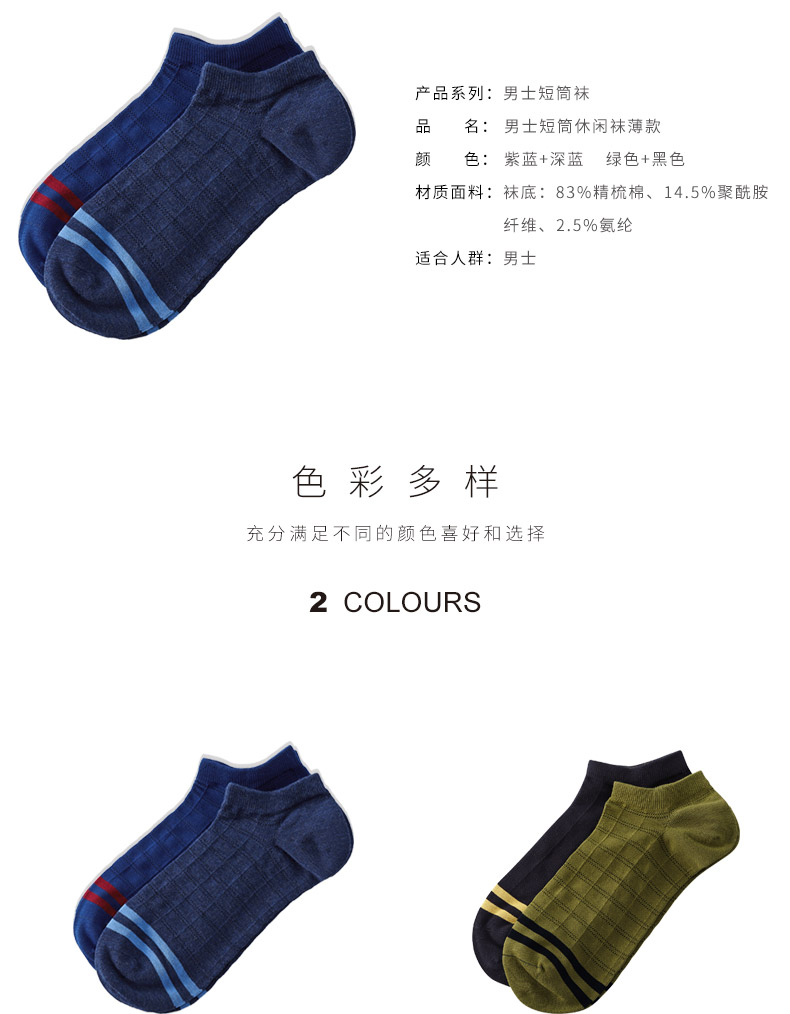 产品系列：男士短筒袜
品 名：男士短筒休闲袜薄款
颜 色：紫蓝+深蓝 绿色+黑色
材质面料：袜底：83%精梳棉、14.5%聚酰胺
纤维、2.5%氨纶
适合人群：男士
色彩多样
充分满足不同的颜色喜好和选择
2 COLOURS